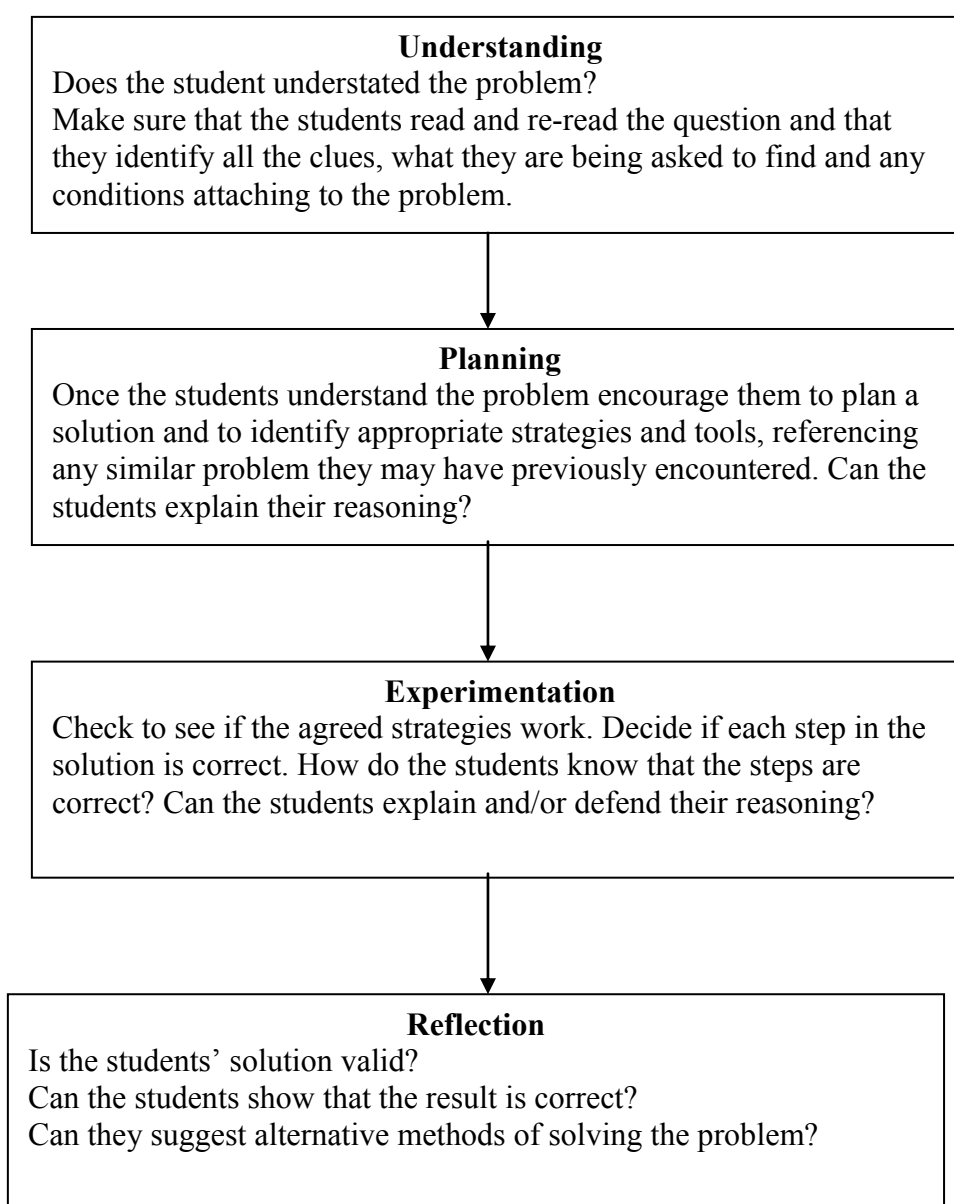 Understanding
Does the student understated the problem?
Make sure that the students read and re-read the question and that
they identify all the clues, what they are being asked to find and any
conditions attaching to the problem.
Planning
Once the students understand the problem encourage them to plan a
solution and to identify appropriate strategies and tools, referencing
any similar problem they may have previously encountered. Can the
students explain their reasoning?
Experimentation
Check to see if the agreed strategies work. Decide if each step in the
solution is correct. How do the students know that the steps are
correct? Can the students explain and/or defend their reasoning?
Reflection
Is the students’ solution valid?
Can the students show that the result is correct?
Can they suggest alternative methods of solving the problem?